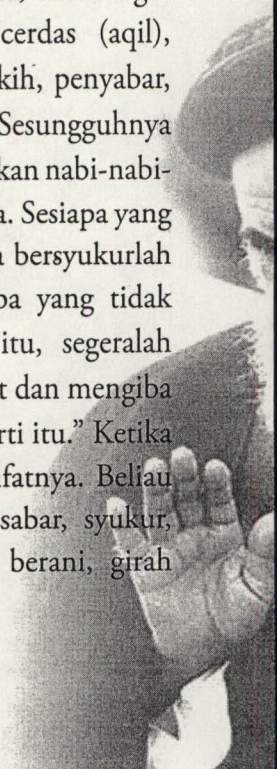 cerdas (aqil),
kih, penyabar,
Sesungguhnya
kan nabi-nabi-
a. Sesiapa yang
a bersyukurlah
pa yang tidak
itu, segeralah
t dan mengiba
rti itu.” Ketika
fatnya. Beliau
sabar, syukur,
berani, girah